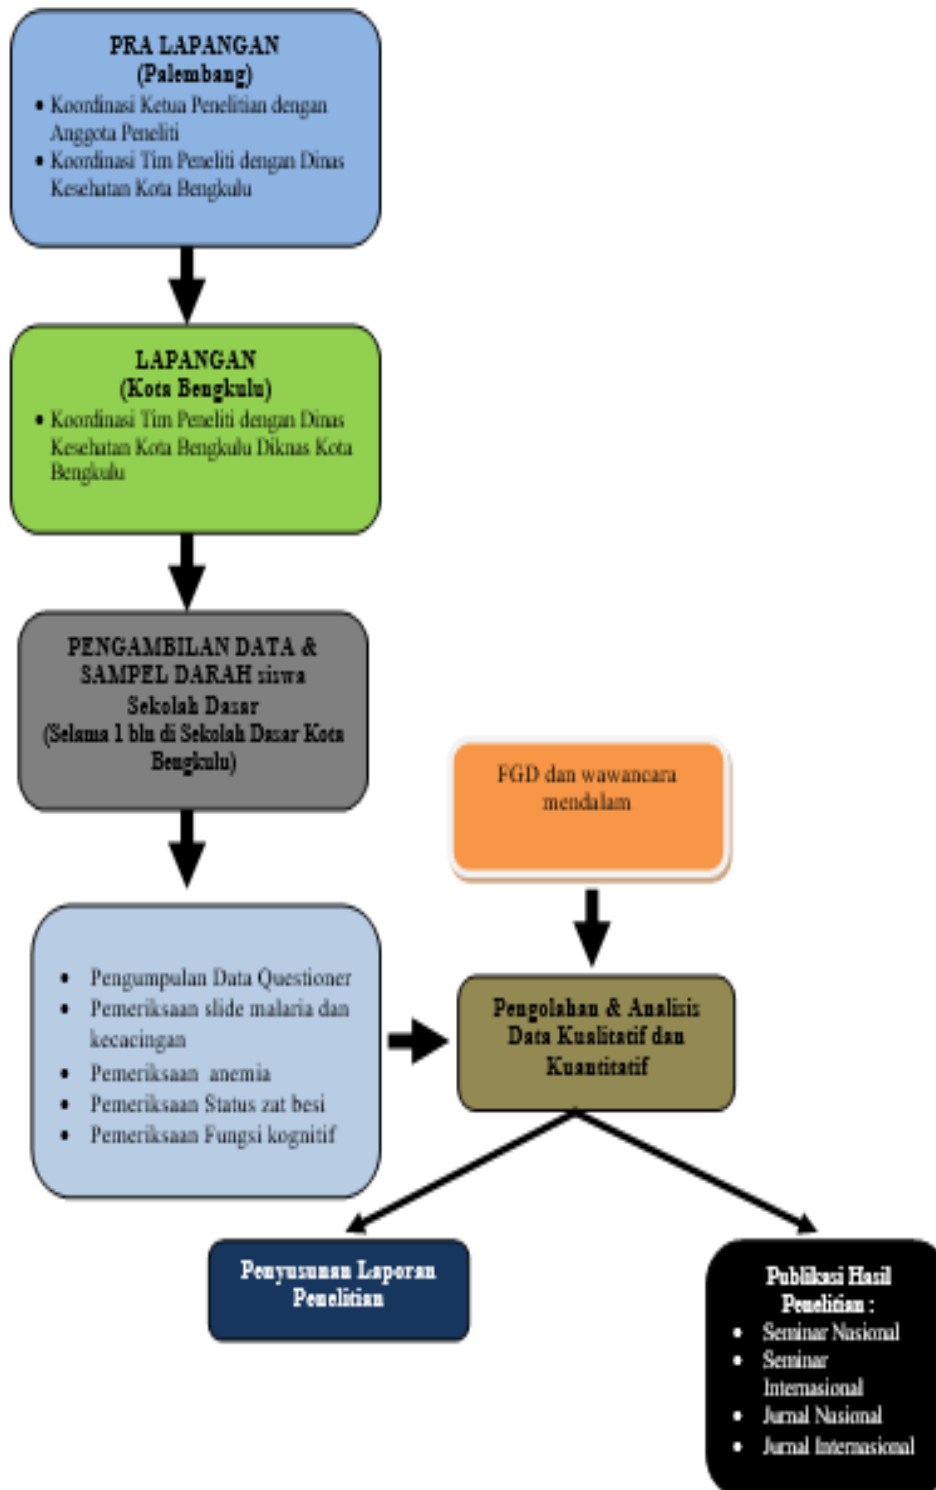 PRA LAPANGAN
(Palembang)
• Koordinasi Ketua Penelitian dengan
Anggota Peneliti
• Koordinasi Tim Peneliti dengan Dinas
Kesehatan Kota Bengkulu
LAPANGAN
(Kota Bengkulu)
• Koordinasi Tim Peneliti dengan Dinas
Kesehatan Kota Bengkulu Diknas Kota
Bengkulu
PENGAMBILAN DATA &
SAMPEL DARAH siswa
Sekolah Dasar
(Selama 1 bln di Sekolah Dasar Kota
Bengkulu)
FGD dan wawancara
mendalam
• Pengumpulan Data Questioner
• Pemeriksaan slide malaria dan
kecacingan
• Pemeriksaan anemia
• Pemeriksaan Status zat besi
• Pemeriksaan Fungsi kognitif
Pengolahan & Analisis
Data Kualitatif dan
Kuantitatif
Penyusunan Laporan
Penelitian
Publikasi Hasil
Penelitian :
• Seminar Nasional
• Seminar
Internasional
• Jurnal Nasional
• Jurnal Internasional